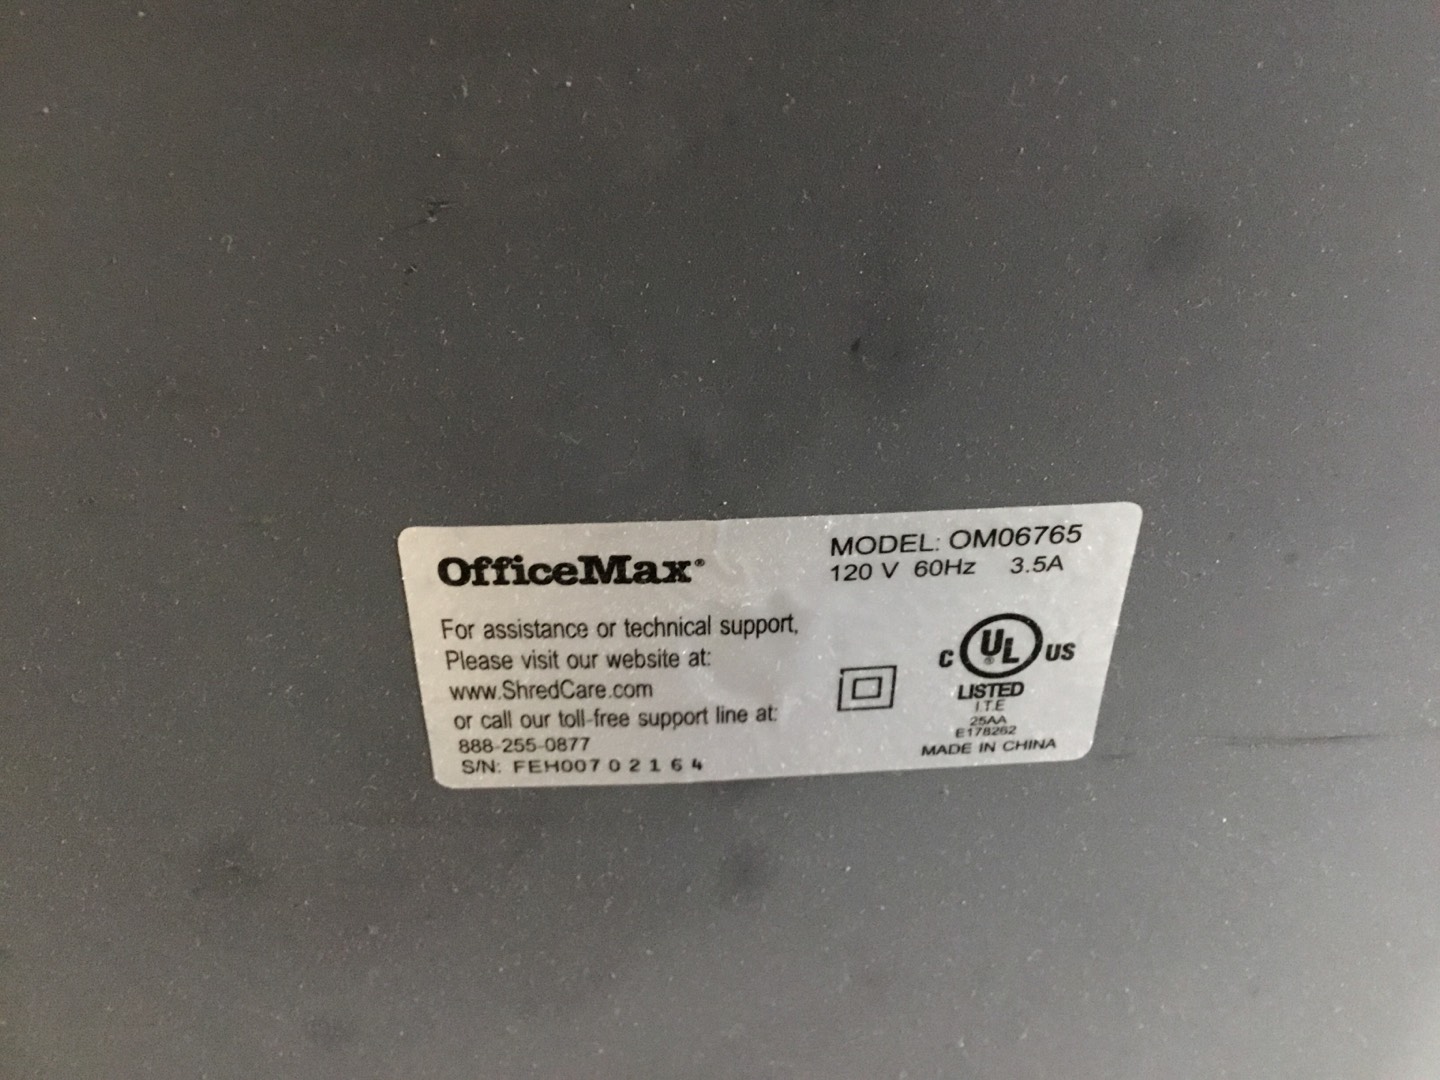 OfficeMax®
For assistance or technical support,
Please visit our website at:
www.ShredCare.com
or call our toll-free support line at:
888-255-0877
S/N: FEH00702164
MODEL: OM06765
120 V 60Hz 3.5A
C UL® US
LISTED
I.T.E
25AA
E178262
MADE IN CHINA